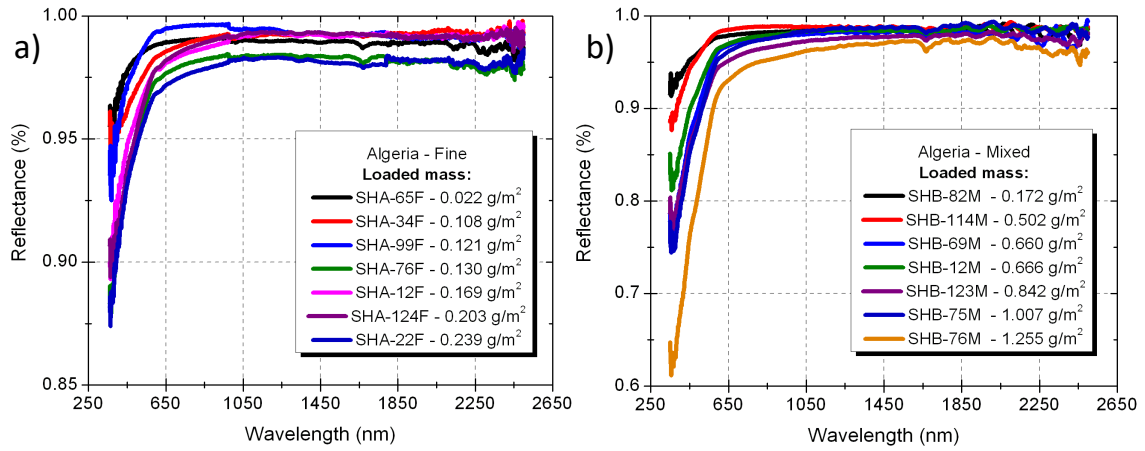 a)
1.00
0.95
0.90
0.85
Reflectance (%)
250 650 1050 1450 1850 2250 2650
Wavelength (nm)
Algeria - Fine
Loaded mass:
SHA-65F - 0.022 g/m²
SHA-34F - 0.108 g/m²
SHA-99F - 0.121 g/m²
SHA-76F - 0.130 g/m²
SHA-12F - 0.169 g/m²
SHA-124F - 0.203 g/m²
SHA-22F - 0.239 g/m²
b)
1.0
0.9
0.8
0.7
0.6
Reflectance (%)
250 650 1050 1450 1850 2250 2650
Wavelength (nm)
Algeria - Mixed
Loaded mass:
SHB-82M - 0.172 g/m²
SHB-114M - 0.502 g/m²
SHB-69M - 0.660 g/m²
SHB-12M - 0.666 g/m²
SHB-123M - 0.842 g/m²
SHB-75M - 1.007 g/m²
SHB-76M - 1.255 g/m²